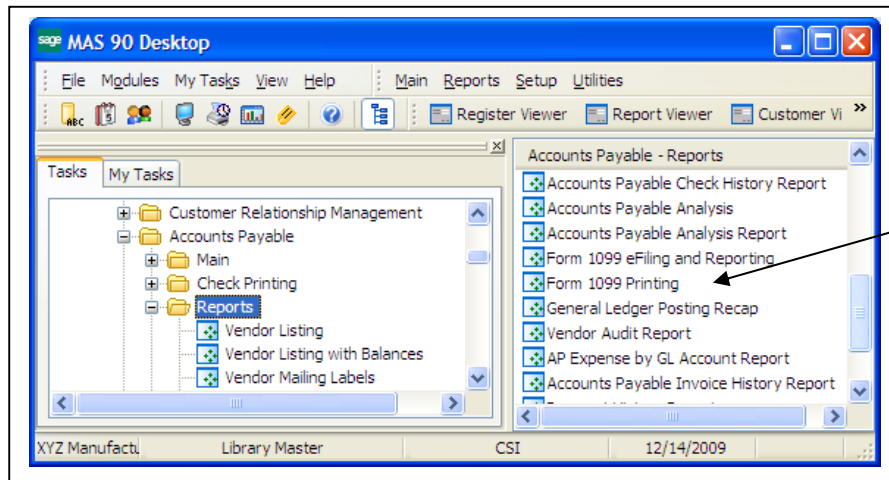 sage MAS 90 Desktop
File Modules My Tasks View Help Main Reports Setup Utilities
ABC 5 Register Viewer Report Viewer Customer Vi
Tasks My Tasks
Customer Relationship Management
Accounts Payable
Main
Check Printing
Reports
Vendor Listing
Vendor Listing with Balances
Vendor Mailing Labels
Accounts Payable - Reports
Accounts Payable Check History Report
Accounts Payable Analysis
Accounts Payable Analysis Report
Form 1099 eFiling and Reporting
Form 1099 Printing
General Ledger Posting Recap
Vendor Audit Report
AP Expense by GL Account Report
Accounts Payable Invoice History Report
XYZ Manufactu Library Master CSI 12/14/2009